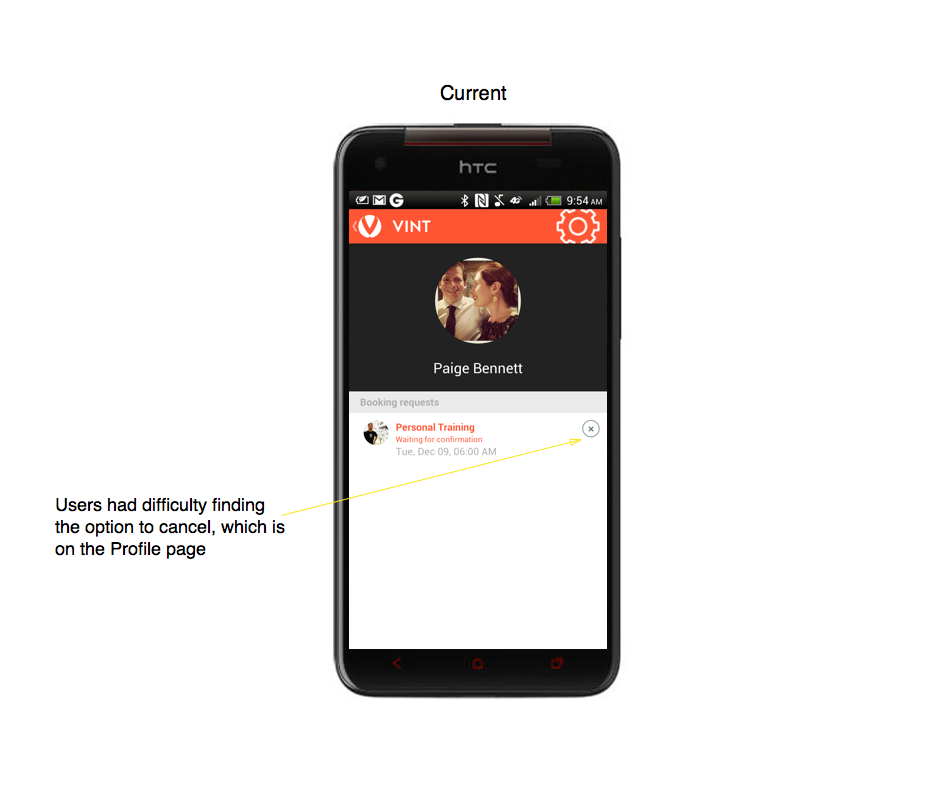 Current
hTC
9:54 AM
VINT
Paige Bennett
Booking requests
Personal Training
Waiting for confirmation
Tue, Dec 09, 06:00 AM
Users had difficulty finding
the option to cancel, which is
on the Profile page